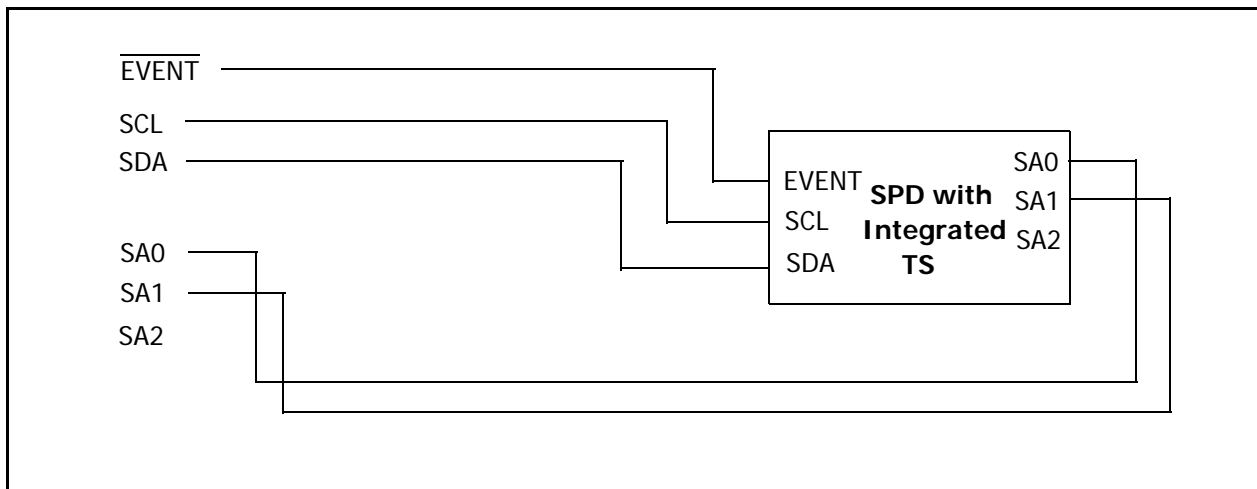 EVENT
SCL
SDA
SA0
SA1
SA2
EVENT
SCL
SDA
SPD with
Integrated
TS
SA0
SA1
SA2